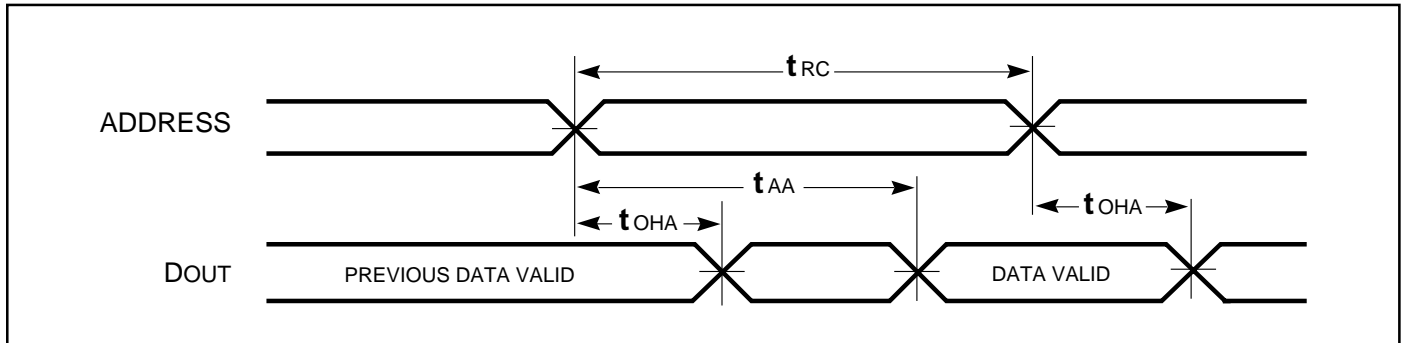 tRC
ADDRESS
tAA
tOHA
tOHA
DOUT
PREVIOUS DATA VALID
DATA VALID